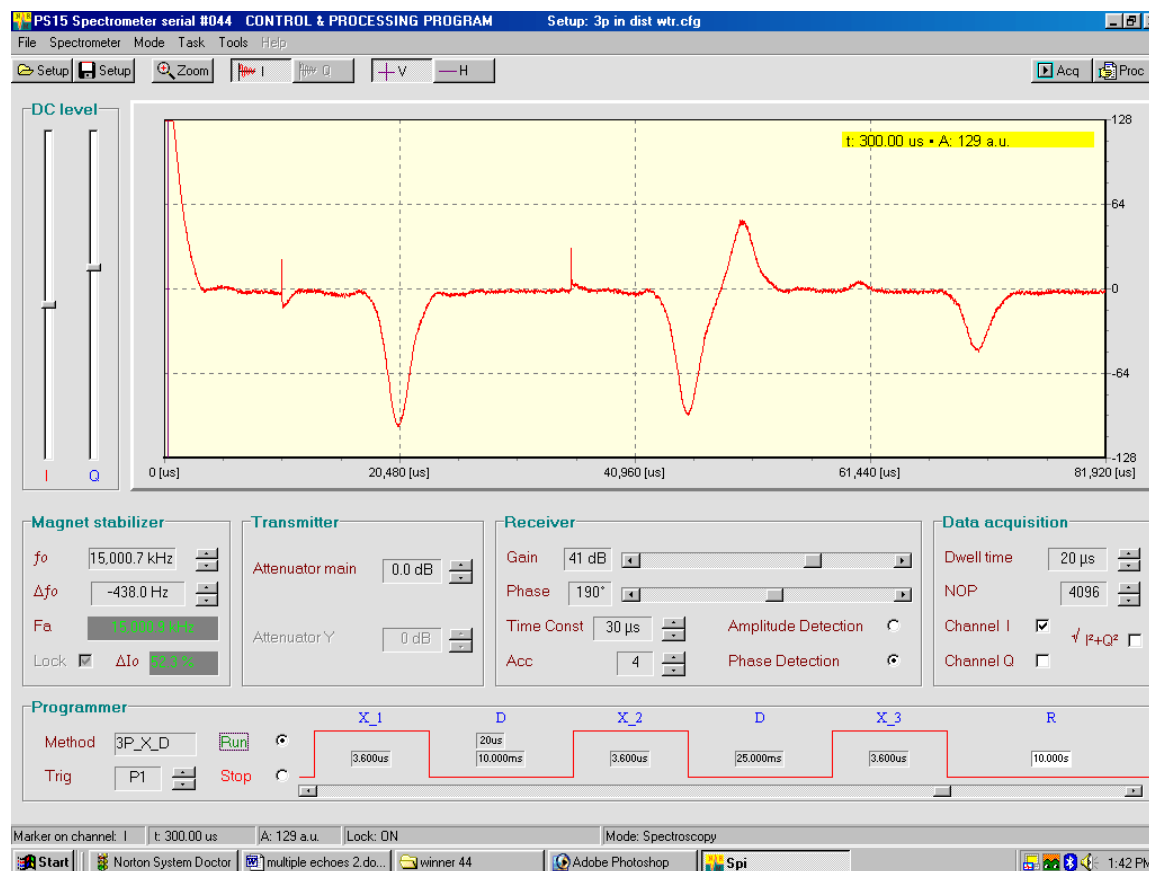 PS15 Spectrometer serial #044 CONTROL & PROCESSING PROGRAM Setup: 3p in dist wtr.cfg
File Spectrometer Mode Task Tools Help
Setup Setup Zoom I Q V H Acq Proc
DC level
t: 300.00 us • A: 129 a.u.
128
64
0
-64
-128
I Q
0 [us] 20,480 [us] 40,960 [us] 61,440 [us] 81,920 [us]
Magnet stabilizer Transmitter Receiver Data acquisition
fo 15,000.7 kHz Attenuator main 0.0 dB Gain 41 dB Dwell time 20 µs
Δfo -438.0 Hz Phase 190° NOP 4096
Fa 15,000.9 kHz Attenuator Y 0 dB Time Const 30 µs Amplitude Detection Channel I √ I²+Q²
Lock ΔIo 52.3 % Acc 4 Phase Detection Channel Q
Programmer
X_1 D X_2 D X_3 R
Method 3P_X_D Run 20us
3.600us 10.000ms 3.600us 25.000ms 3.600us 10.000s
Trig P1 Stop
Marker on channel: I t: 300.00 us A: 129 a.u. Lock: ON Mode: Spectroscopy
Start Norton System Doctor multiple echoes 2.do... winner 44 Adobe Photoshop Spi 1:42 PM